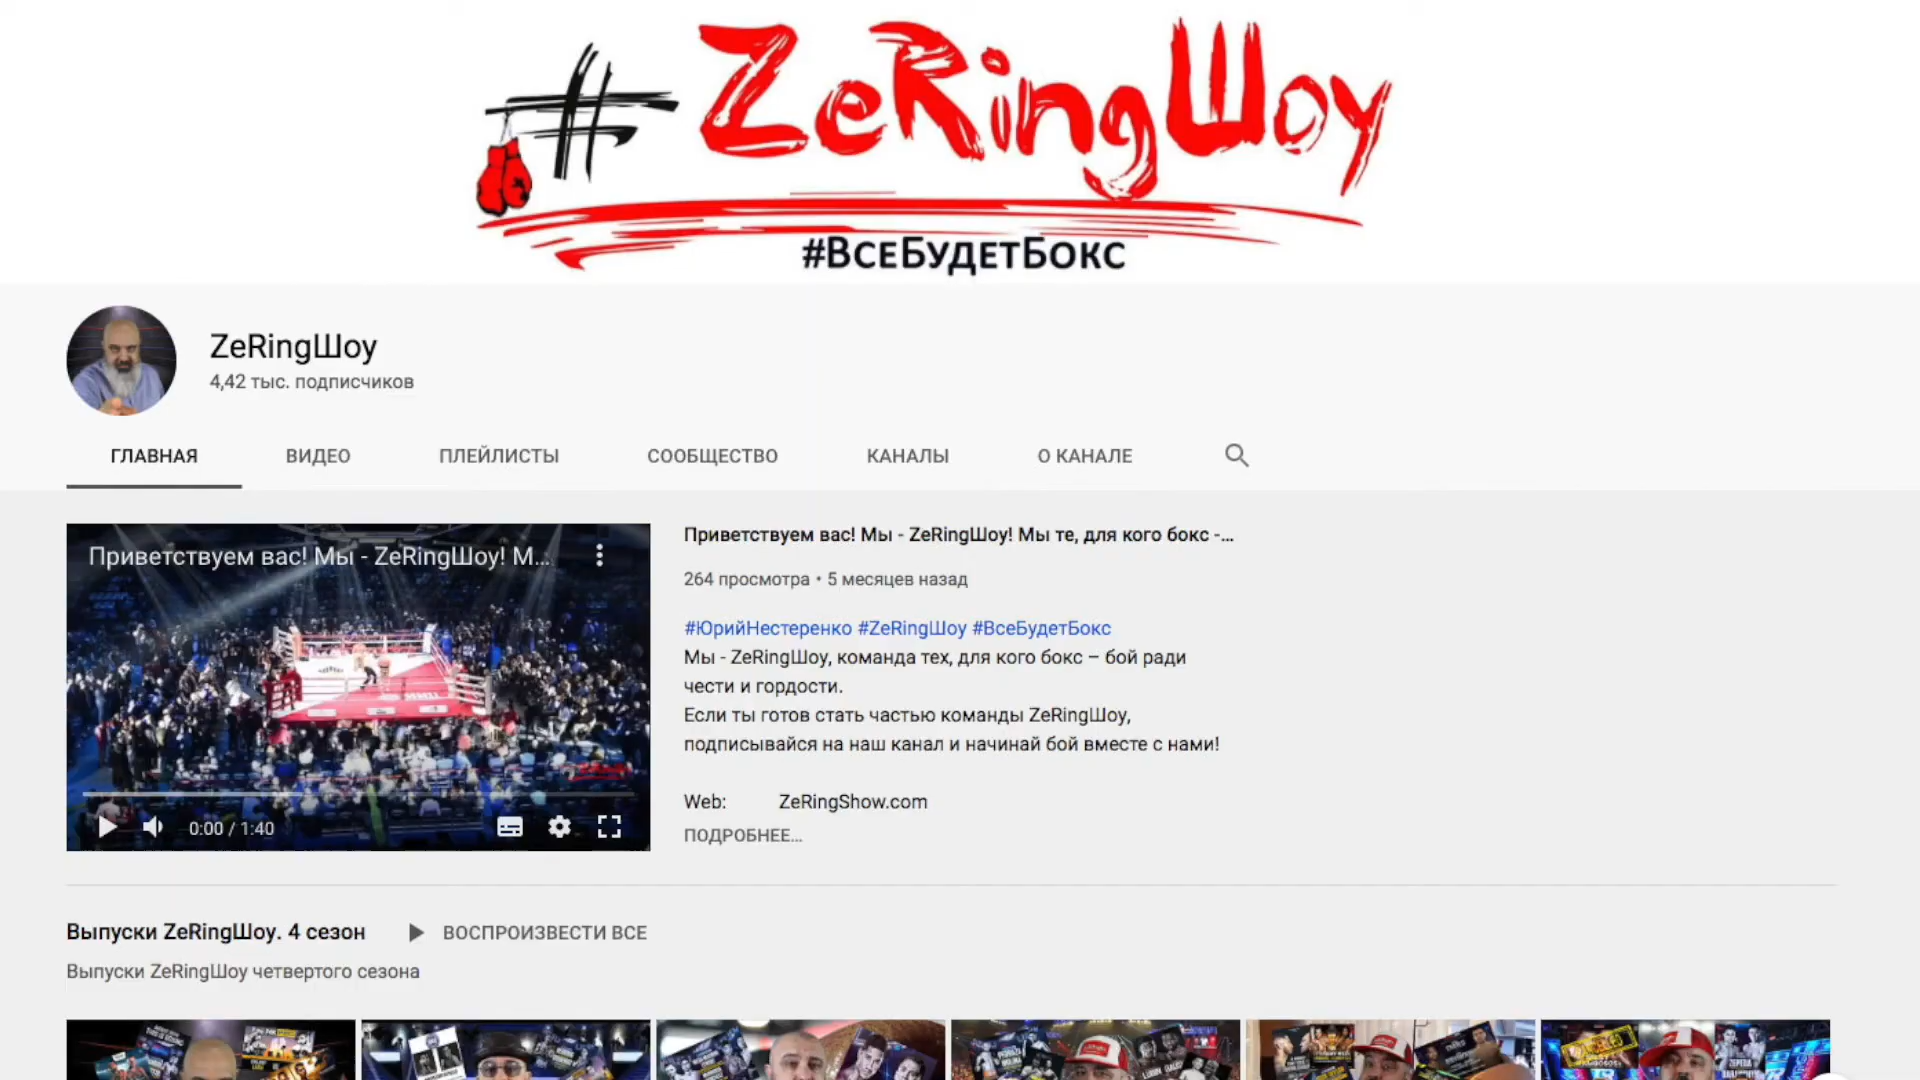 #ZeRingШоу
#ВСЕБУДЕТБОКС
ZeRingШоу
4,42 тыс. подписчиков
ГЛАВНАЯ
ВИДЕО
ПЛЕЙЛИСТЫ
СООБЩЕСТВО
КАНАЛЫ
О КАНАЛЕ
Приветствуем вас! Мы - ZeRingШоу! М...
0:00 / 1:40
Приветствуем вас! Мы - ZeRingШоу! Мы те, для кого бокс -...
264 просмотра • 5 месяцев назад
#ЮрийНестеренко #ZeRingШоу #ВсеБудетБокс
Мы - ZeRingШоу, команда тех, для кого бокс – бой ради
чести и гордости.
Если ты готов стать частью команды ZeRingШоу,
подписывайся на наш канал и начинай бой вместе с нами!
Web: ZeRingShow.com
ПОДРОБНЕЕ...
Выпуски ZeRingШоу. 4 сезон
ВОСПРОИЗВЕСТИ ВСЕ
Выпуски ZeRingШоу четвертого сезона